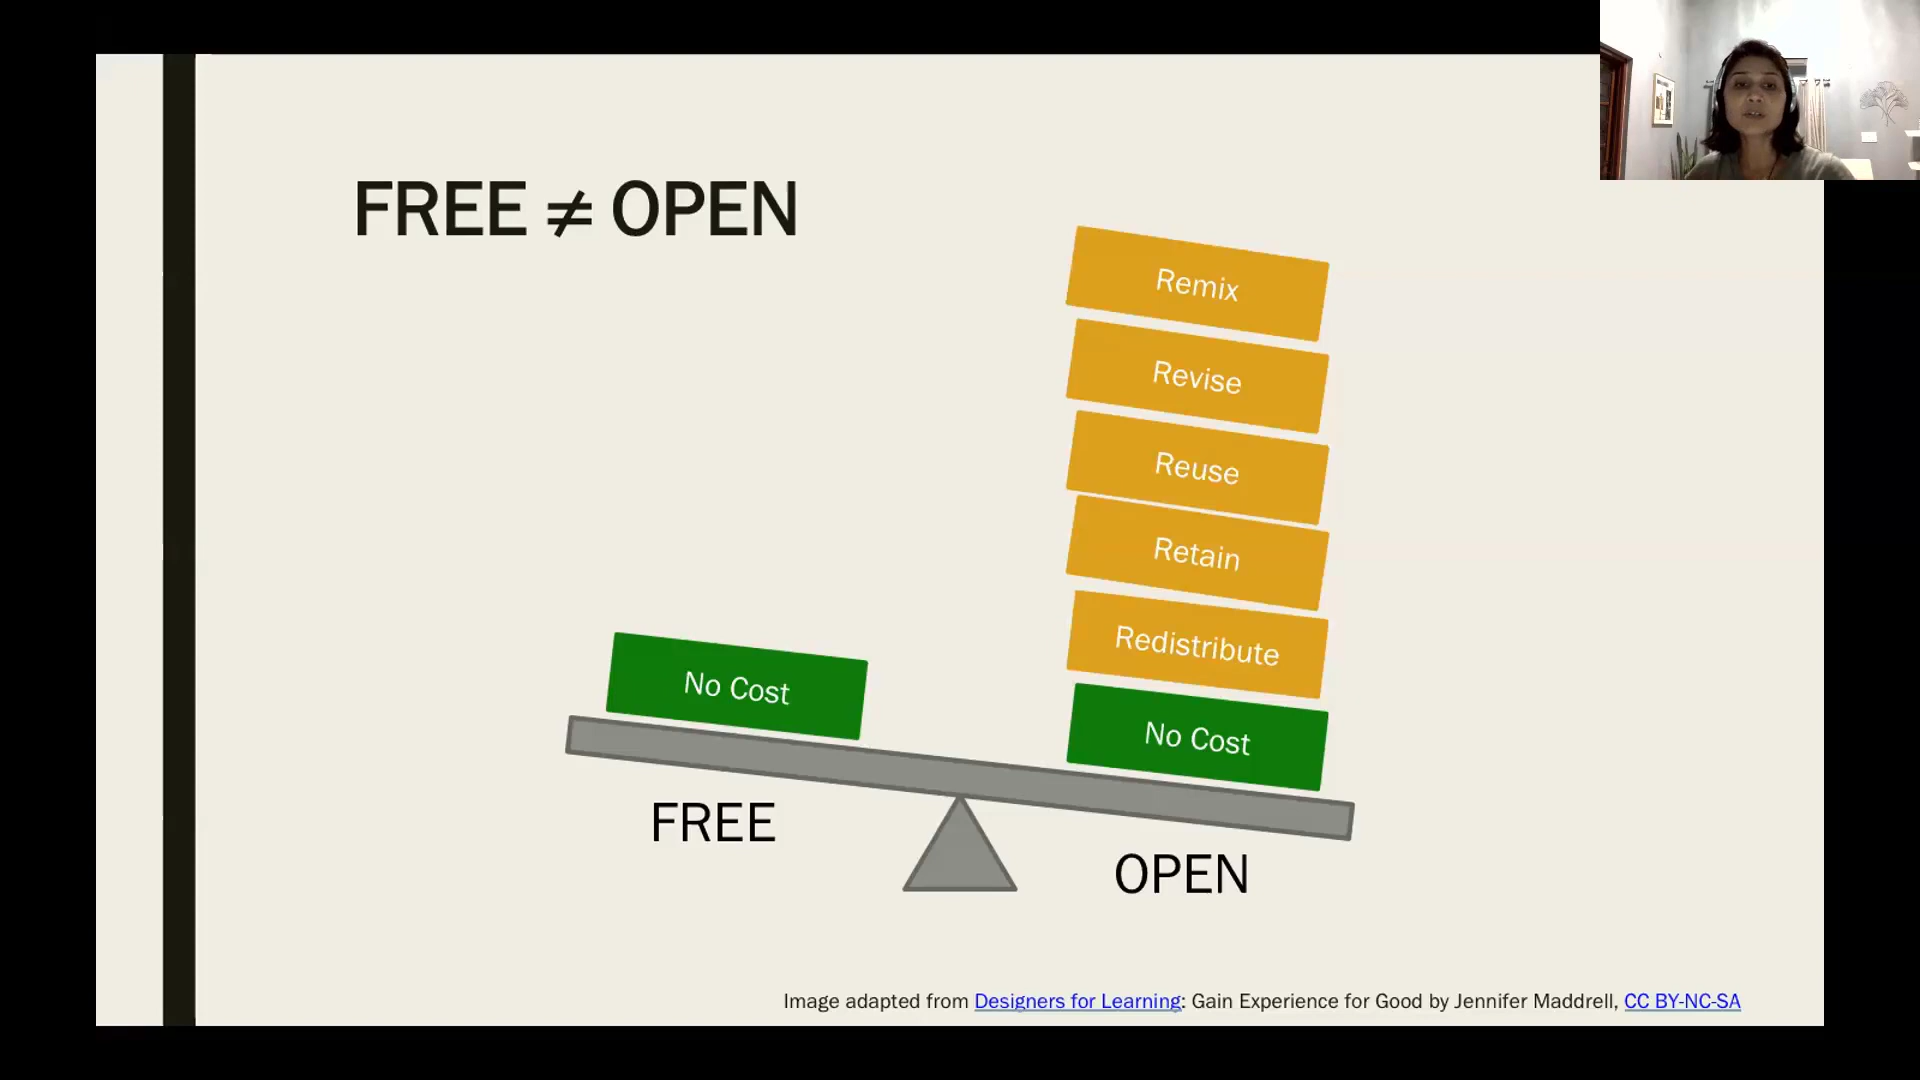 FREE ≠ OPEN
Remix
Revise
Reuse
Retain
Redistribute
No Cost
No Cost
FREE
OPEN
Image adapted from Designers for Learning: Gain Experience for Good by Jennifer Maddrell, CC BY-NC-SA